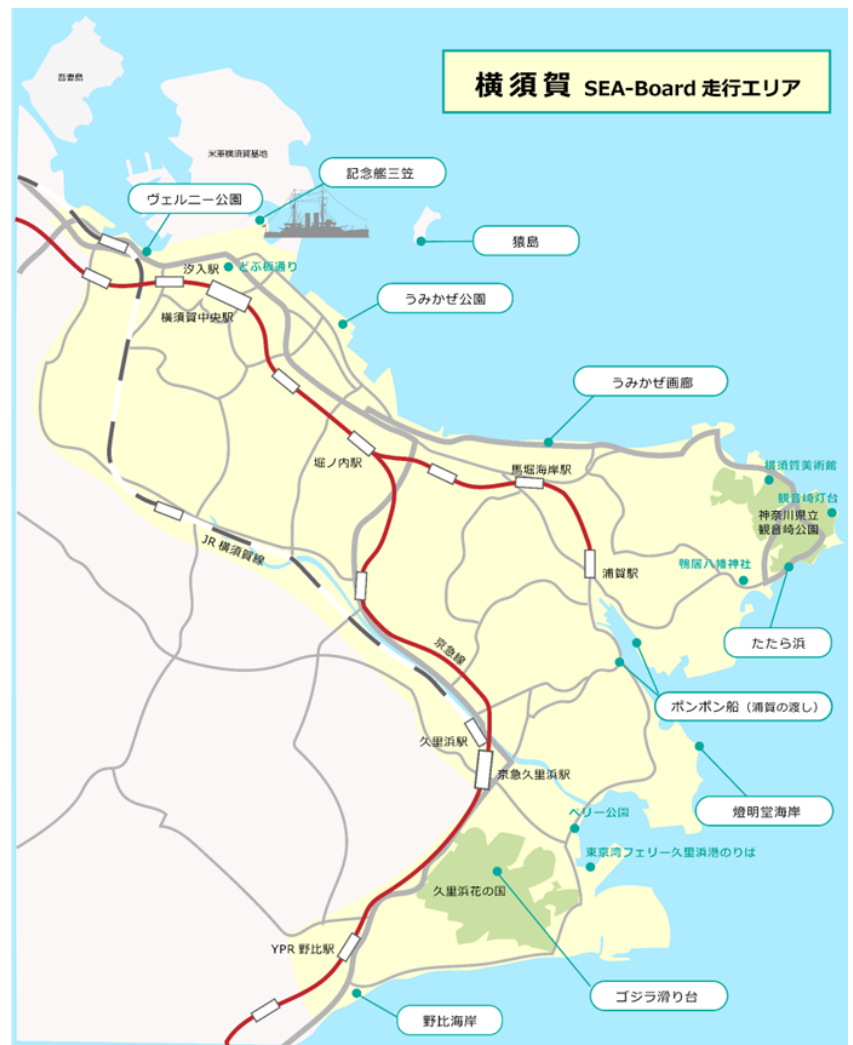 横須賀 SEA-Board 走行エリア
吾妻島
米軍横須賀基地
記念艦三笠
ヴェルニー公園
猿島
汐入駅
どぶ板通り
横須賀中央駅
うみかぜ公園
うみかぜ画廊
堀ノ内駅
馬堀海岸駅
横須賀美術館
観音崎灯台
神奈川県立
観音崎公園
JR 横須賀線
浦賀駅
鴨居八幡神社
たたら浜
京急線
ポンポン船（浦賀の渡し）
久里浜駅
京急久里浜駅
燈明堂海岸
ペリー公園
東京湾フェリー久里浜港のりば
久里浜花の国
YPR 野比駅
ゴジラ滑り台
野比海岸